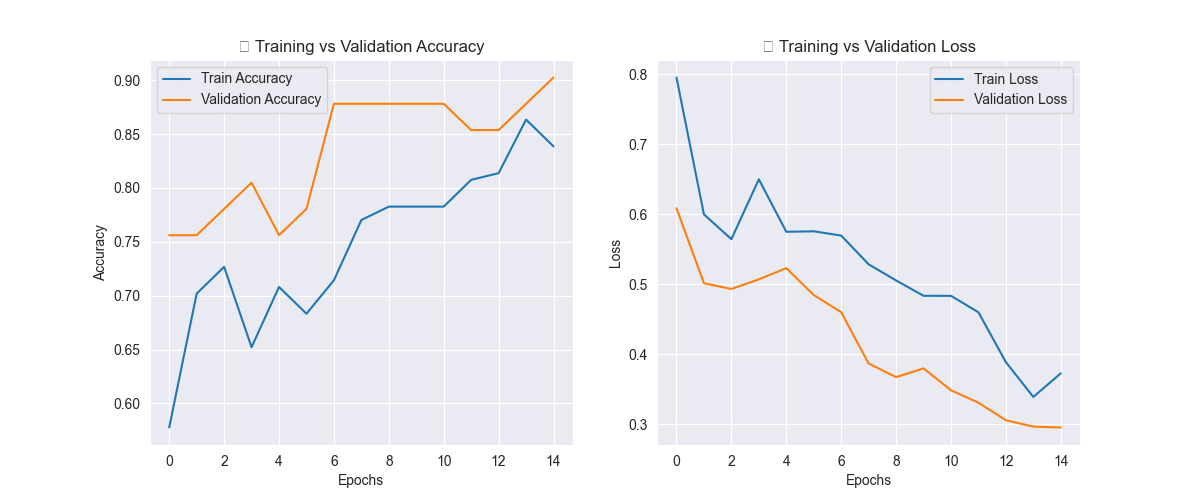 Training vs Validation Accuracy
Train Accuracy
Validation Accuracy
0.90
0.85
0.80
0.75
0.70
0.65
0.60
Accuracy
0 2 4 6 8 10 12 14
Epochs
Training vs Validation Loss
Train Loss
Validation Loss
0.8
0.7
0.6
0.5
0.4
0.3
Loss
0 2 4 6 8 10 12 14
Epochs